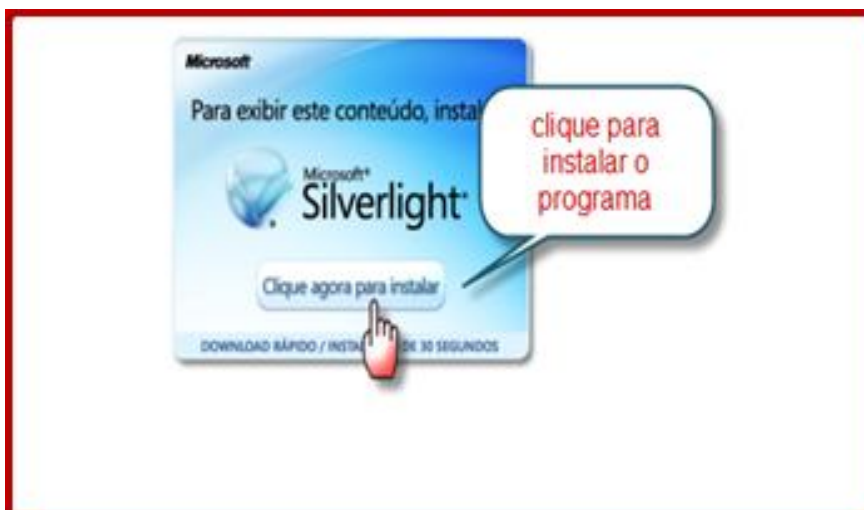 Microsoft
Para exibir este conteúdo, insta
clique para
instalar o
programa
Microsoft®
Silverlight
Clique agora para instalar
DOWNLOAD RÁPIDO / INSTA DE 30 SEGUNDOS